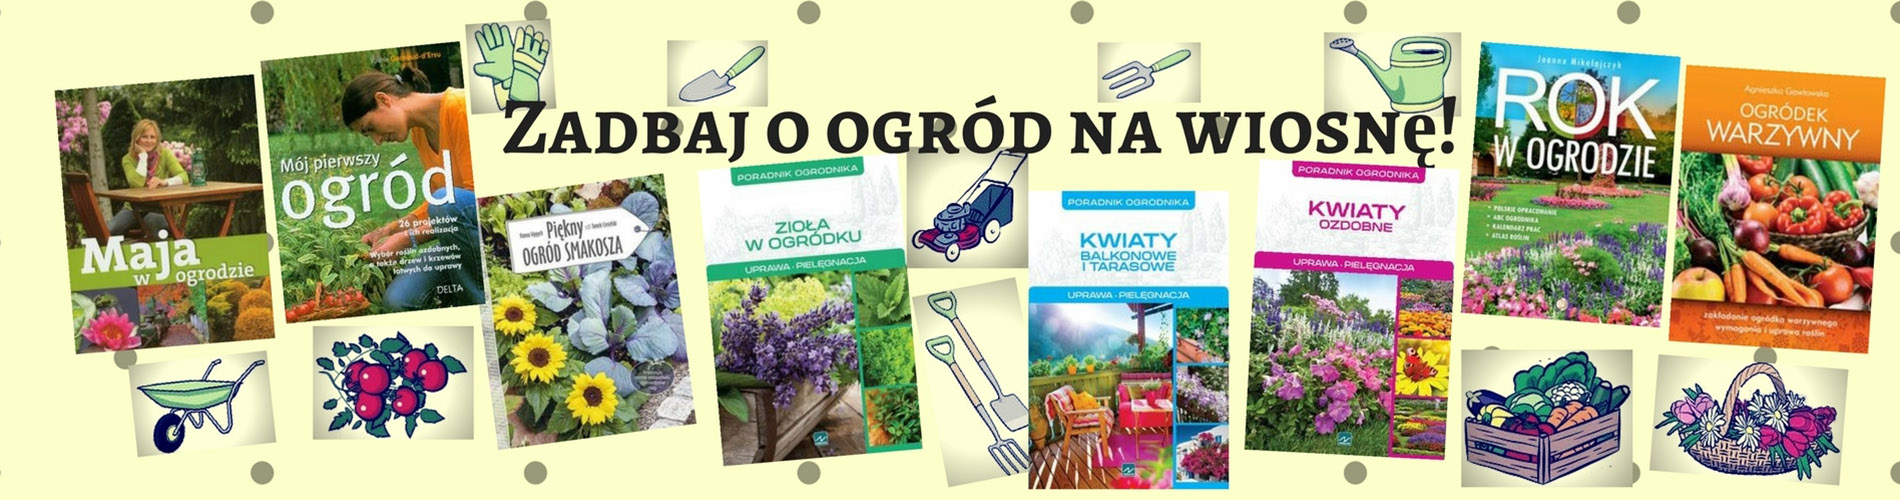 Zadbaj o ogród na wiosnę!
Maja
w ogrodzie
Mój pierwszy
ogród
26 projektów
i ich realizacja
Wybór roślin ozdobnych,
a także drzew i krzewów
łatwych do uprawy
DELTA
Piękny
OGRÓD SMAKOSZA
PORADNIK OGRODNIKA
ZIOŁA
W OGRÓDKU
UPRAWA • PIELĘGNACJA
PORADNIK OGRODNIKA
KWIATY
BALKONOWE
I TARASOWE
UPRAWA • PIELĘGNACJA
PORADNIK OGRODNIKA
KWIATY
OZDOBNE
UPRAWA • PIELĘGNACJA
Joanna Mikołajczyk
ROK
W OGRODZIE
• POLSKIE OPRACOWANIE
• ABC OGRODNIKA
• KALENDARZ PRAC
• ATLAS ROŚLIN
Agnieszka Gawłowska
OGRÓDEK
WARZYWNY
zakładanie ogródka warzywnego
wymagania i uprawa roślin